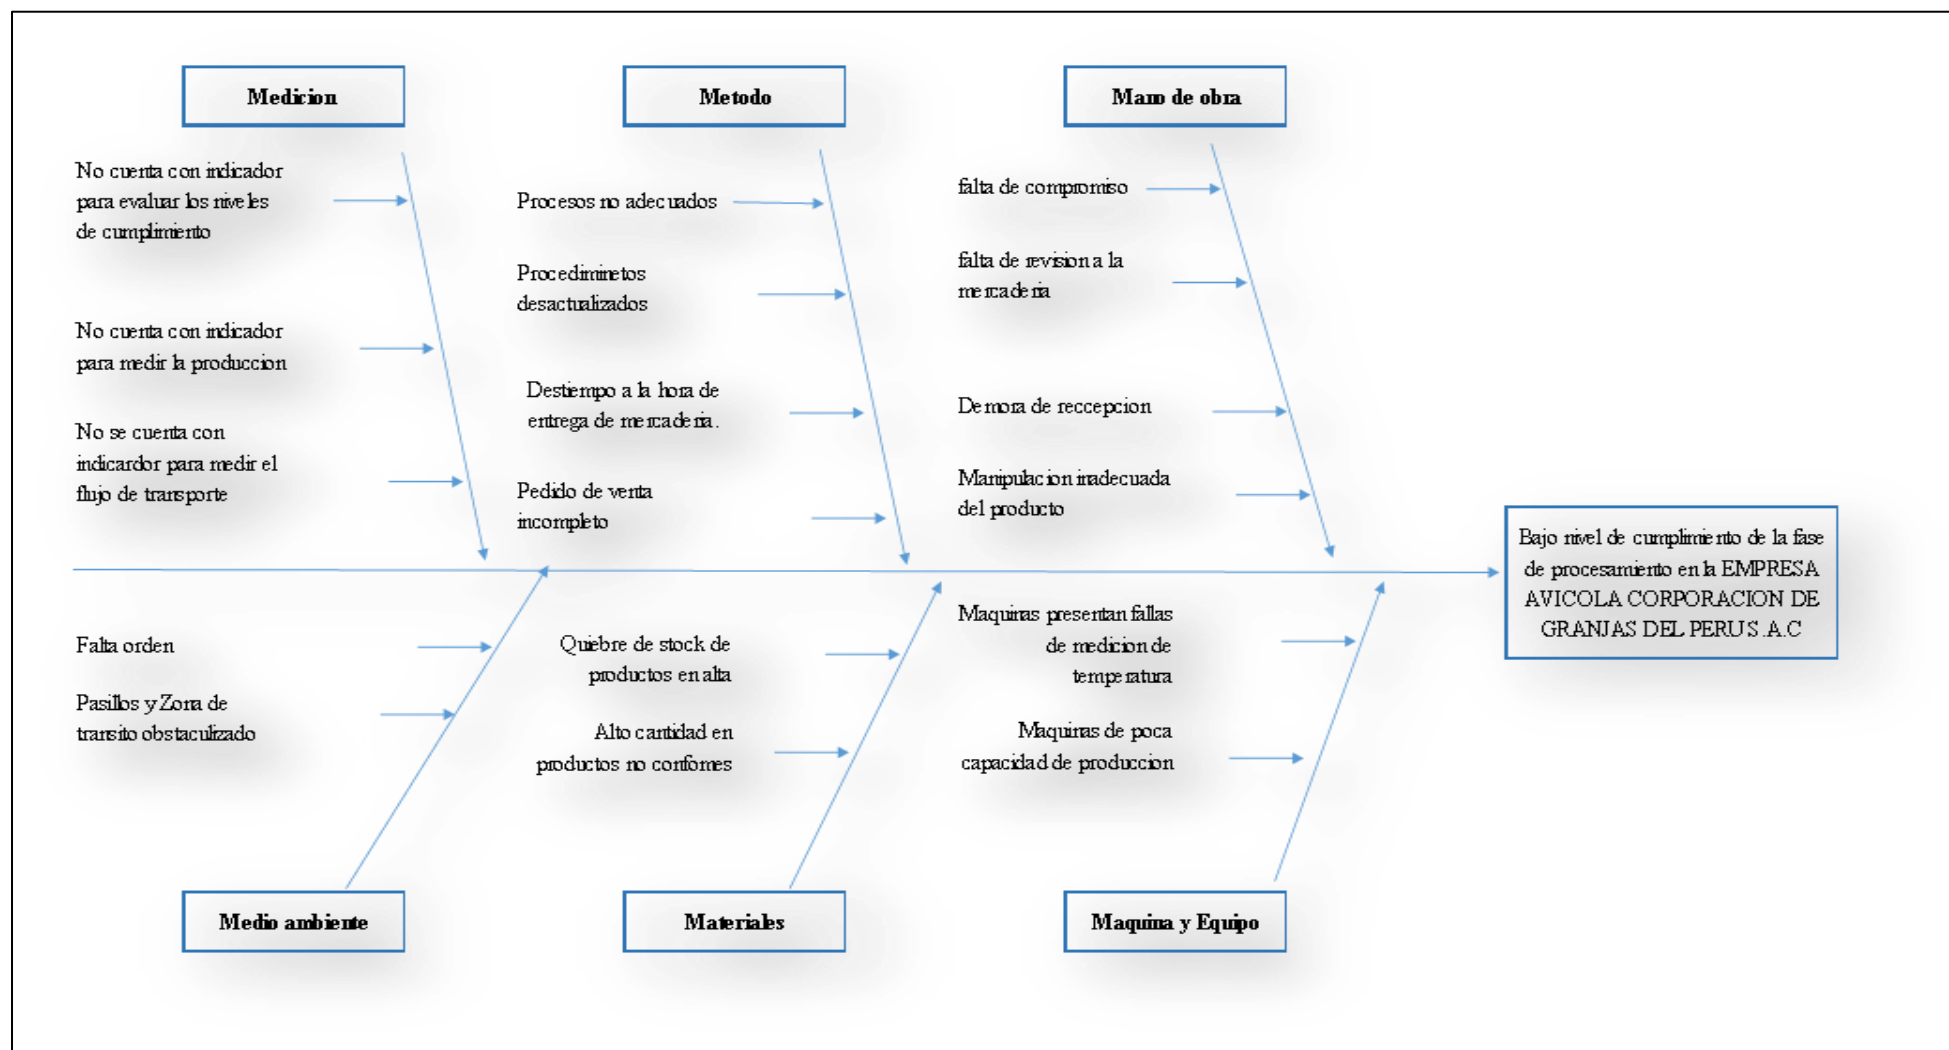 Medicion
Metodo
Mano de obra
No cuenta con indicador
para evaluar los niveles
de cumplimiento
No cuenta con indicador
para medir la produccion
No se cuenta con
indicardor para medir el
flujo de transporte
Procesos no adecuados
Procediminetos
desactualizados
Destiempo a la hora de
entrega de mercaderia.
Pedido de venta
incompleto
falta de compromiso
falta de revision a la
mercaderia
Demora de reccepcion
Manipulacion inadecuada
del producto
Bajo nivel de cumplimiento de la fase
de procesamiento en la EMPRESA
AVICOLA CORPORACION DE
GRANJAS DEL PERU S.A.C
Falta orden
Pasillos y Zona de
transito obstaculizado
Quiebre de stock de
productos en alta
Alto cantidad en
productos no confomes
Maquinas presentan fallas
de medicion de
temperatura
Maquinas de poca
capacidad de produccion
Medio ambiente
Materiales
Maquina y Equipo